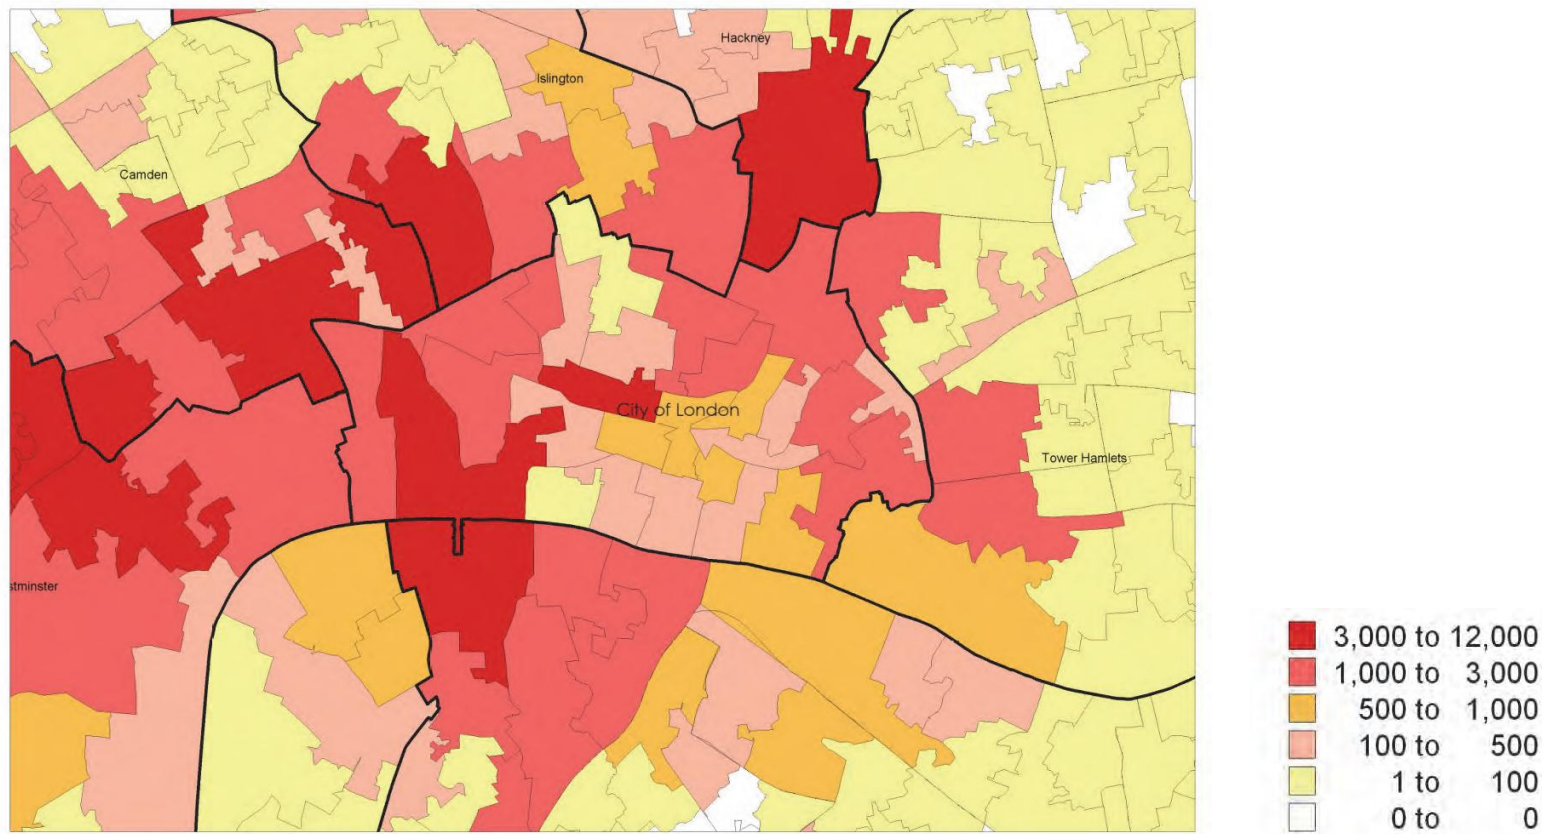 Hackney
Islington
Camden
City of London
Tower Hamlets
stminster
3,000 to 12,000
1,000 to 3,000
500 to 1,000
100 to 500
1 to 100
0 to 0